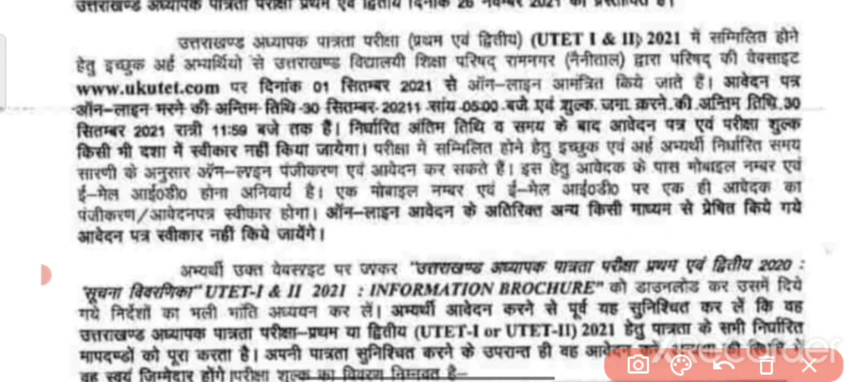 उत्तराखण्ड अध्यापक पात्रता परीक्षा प्रथम एवं द्वितीय दिनांक 26 नवम्बर 2021 को प्रस्तावित है।
उत्तराखण्ड अध्यापक पात्रता परीक्षा (प्रथम एवं द्वितीय) (UTET I & II) 2021 में सम्मिलित होने
हेतु इच्छुक अर्ह अभ्यर्थियो से उत्तराखण्ड विद्यालयी शिक्षा परिषद् रामनगर (नैनीताल) द्वारा परिषद् की वेबसाइट
www.ukutet.com पर दिनांक 01 सितम्बर 2021 से ऑन-लाइन आमंत्रित किये जाते हैं। आवेदन पत्र
ऑन-लाइन भरने की अन्तिम तिथि 30 सितम्बर 20211 सांय 05:00 बजे एवं शुल्क जमा करने की अन्तिम तिथि 30
सितम्बर 2021 रात्री 11:59 बजे तक है। निर्धारित अंतिम तिथि व समय के बाद आवेदन पत्र एवं परीक्षा शुल्क
किसी भी दशा में स्वीकार नहीं किया जायेगा। परीक्षा में सम्मिलित होने हेतु इच्छुक एवं अर्ह अभ्यर्थी निर्धारित समय
सारणी के अनुसार ऑन-लाइन पंजीकरण एवं आवेदन कर सकते हैं। इस हेतु आवेदक के पास मोबाइल नम्बर एवं
ई-मेल आई०डी० होना अनिवार्य है। एक मोबाइल नम्बर एवं ई-मेल आई०डी० पर एक ही आवेदक का
पंजीकरण/आवेदनपत्र स्वीकार होगा। ऑन-लाइन आवेदन के अतिरिक्त अन्य किसी माध्यम से प्रेषित किये गये
आवेदन पत्र स्वीकार नहीं किये जायेंगे।
अभ्यर्थी उक्त वेबसाइट पर जाकर "उत्तराखण्ड अध्यापक पात्रता परीक्षा प्रथम एवं द्वितीय 2020 :
सूचना विवरणिका" UTET-I & II 2021 : INFORMATION BROCHURE" को डाउनलोड कर उसमें दिये
गये निर्देशों का भली भांति अध्ययन कर लें। अभ्यर्थी आवेदन करने से पूर्व यह सुनिश्चित कर लें कि वह
उत्तराखण्ड अध्यापक पात्रता परीक्षा-प्रथम या द्वितीय (UTET-I or UTET-II) 2021 हेतु पात्रता के सभी निर्धारित
मापदण्डों को पूरा करता है। अपनी पात्रता सुनिश्चित करने के उपरान्त ही वह आवेदन
वह स्वयं जिम्मेदार होंगे।परीक्षा शुल्क का विवरण निम्नवत है-
XRecorder